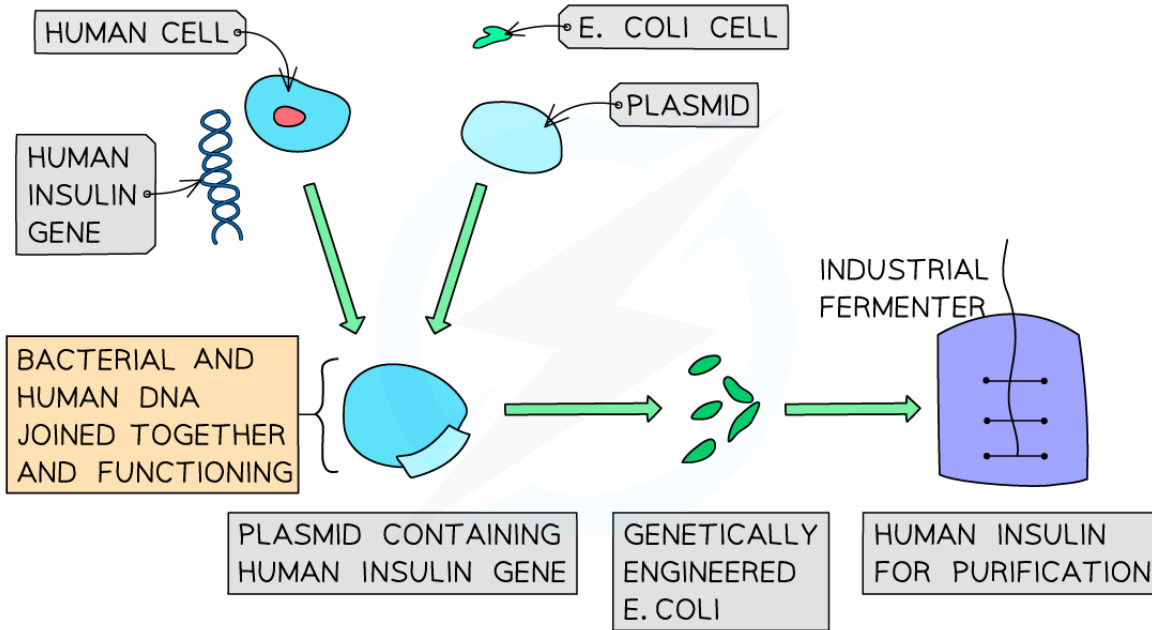 HUMAN CELL
E. COLI CELL
PLASMID
HUMAN
INSULIN
GENE
INDUSTRIAL
FERMENTER
BACTERIAL AND
HUMAN DNA
JOINED TOGETHER
AND FUNCTIONING
PLASMID CONTAINING
HUMAN INSULIN GENE
GENETICALLY
ENGINEERED
E. COLI
HUMAN INSULIN
FOR PURIFICATION